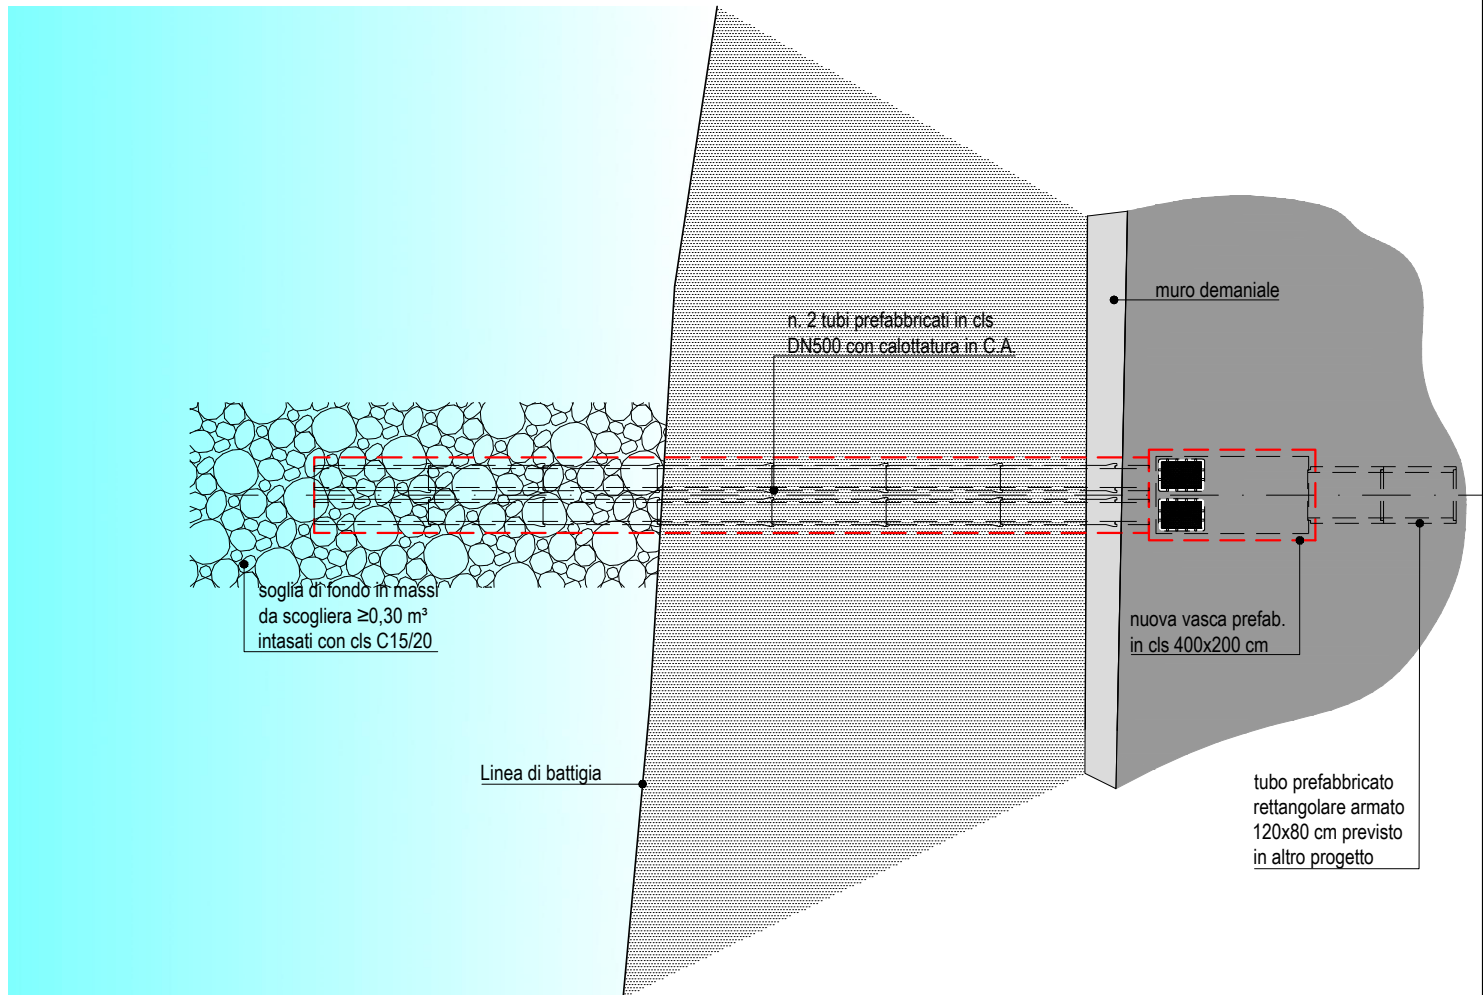 muro demaniale
n. 2 tubi prefabbricati in cls
DN500 con calottatura in C.A.
soglia di fondo in massi
da scogliera ≥0,30 m³
intasati con cls C15/20
nuova vasca prefab.
in cls 400x200 cm
Linea di battigia
tubo prefabbricato
rettangolare armato
120x80 cm previsto
in altro progetto